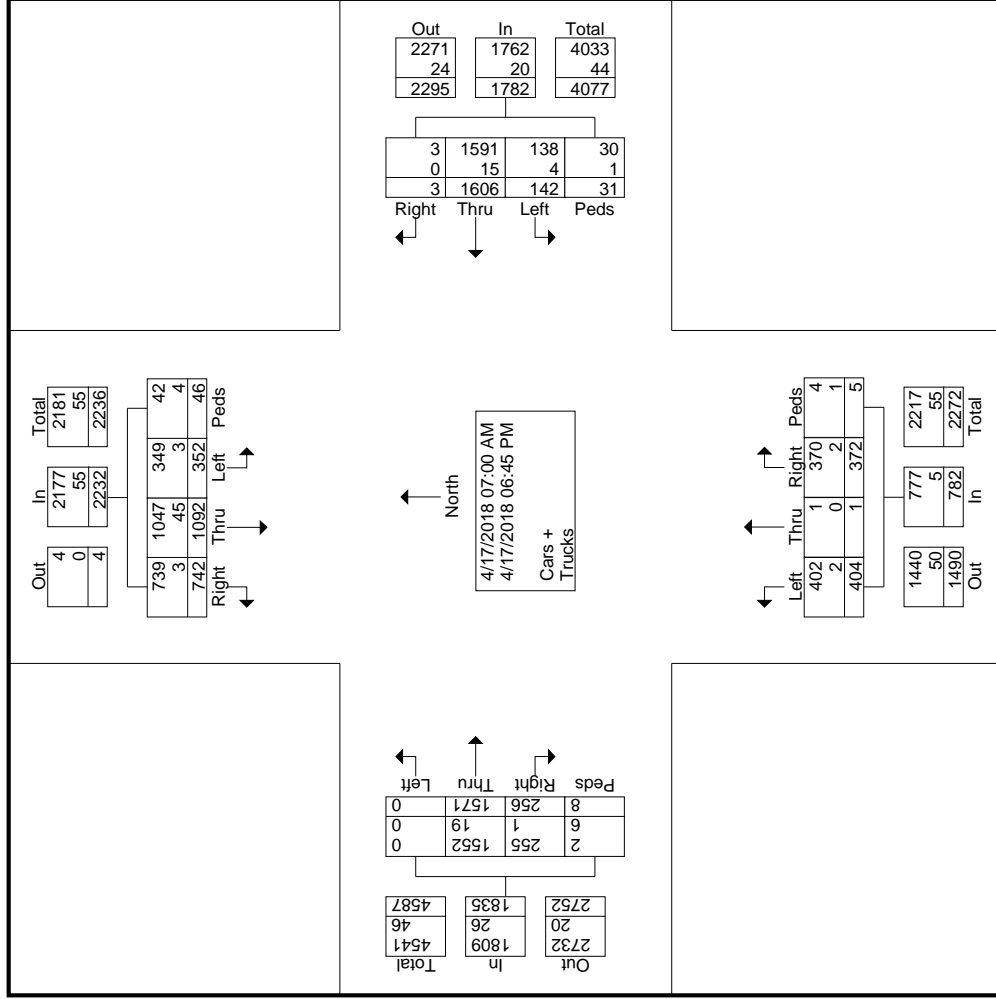 Out In Total
2271 1762 4033
24 20 44
2295 1782 4077
3 1591 138 30
0 15 4 1
3 1606 142 31
Right Thru Left Peds
Out In Total
4 2177 2181
0 55 55
4 2232 2236
739 1047 349 42
3 45 3 4
742 1092 352 46
Right Thru Left Peds
North
4/17/2018 07:00 AM
4/17/2018 06:45 PM
Cars +
Trucks
Left Thru Right Peds
402 1 370 4
2 0 2 1
404 1 372 5
1440 777 2217
50 5 55
1490 782 2272
Out In Total
Out In Total
2732 1809 4541
20 26 46
2752 1835 4587
2 255 1552 0
6 1 19 0
8 256 1571 0
Peds Right Thru Left